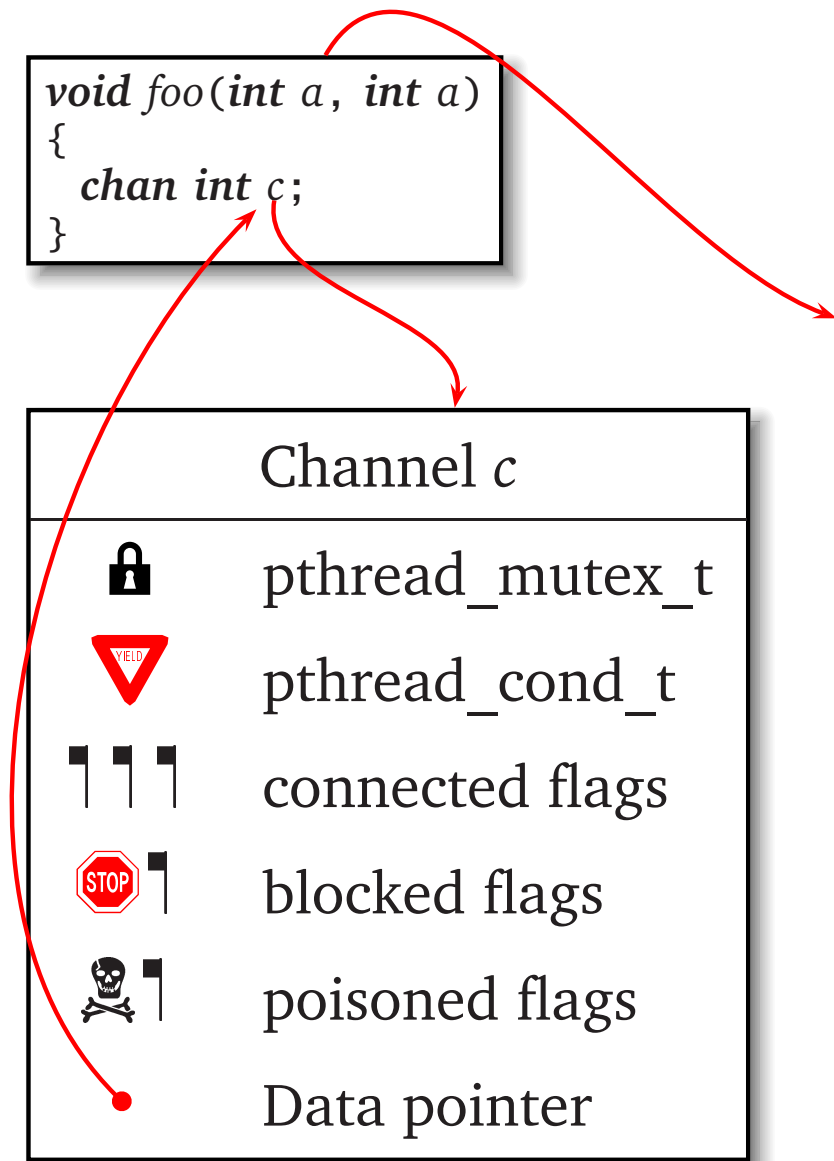 void foo(int a, int a)
{
chan int c;
}
Channel c
pthread_mutex_t
YIELD
pthread_cond_t
connected flags
STOP
blocked flags
poisoned flags
Data pointer